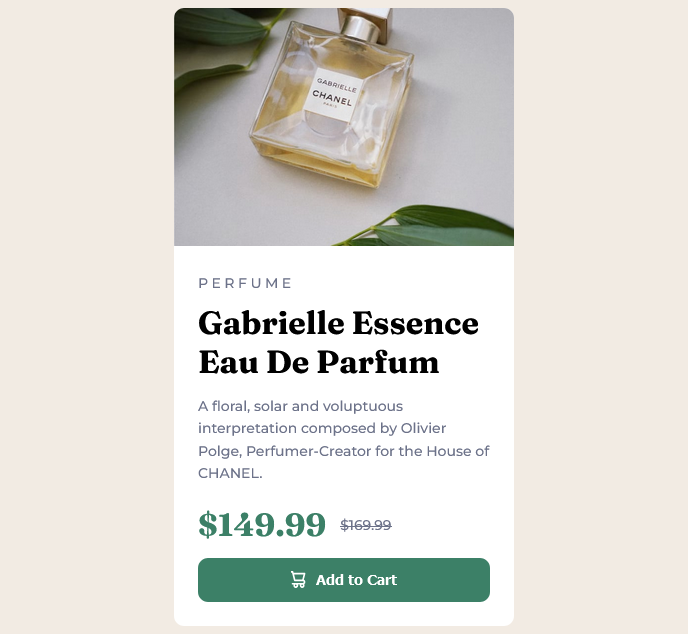 GABRIELLE
CHANEL
PARIS
PERFUME
Gabrielle Essence
Eau De Parfum
A floral, solar and voluptuous
interpretation composed by Olivier
Polge, Perfumer-Creator for the House of
CHANEL.
$149.99 $169.99
Add to Cart